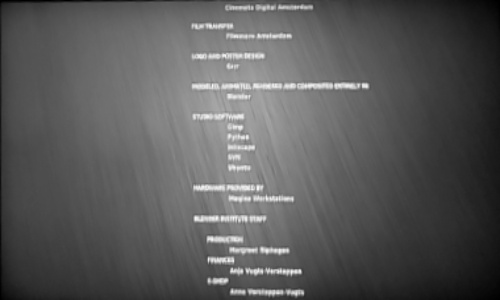 Cinemeta Digital Amsterdam
FILM TRANSFER
Filmmore Amsterdam
LOGO AND POSTER DESIGN
MODELED, ANIMATED, RENDERED AND COMPOSITED ENTIRELY IN
Blender
STUDIO SOFTWARE
Gimp
Python
Inkscape
SVN
Ubuntu
HARDWARE PROVIDED BY
Maqina Workstations
BLENDER INSTITUTE STAFF
PRODUCTION
Margreet Riphagen
FINANCES
Anja Vugts-Verstappen
E-SHOP
Anne Verstappen-Vugts